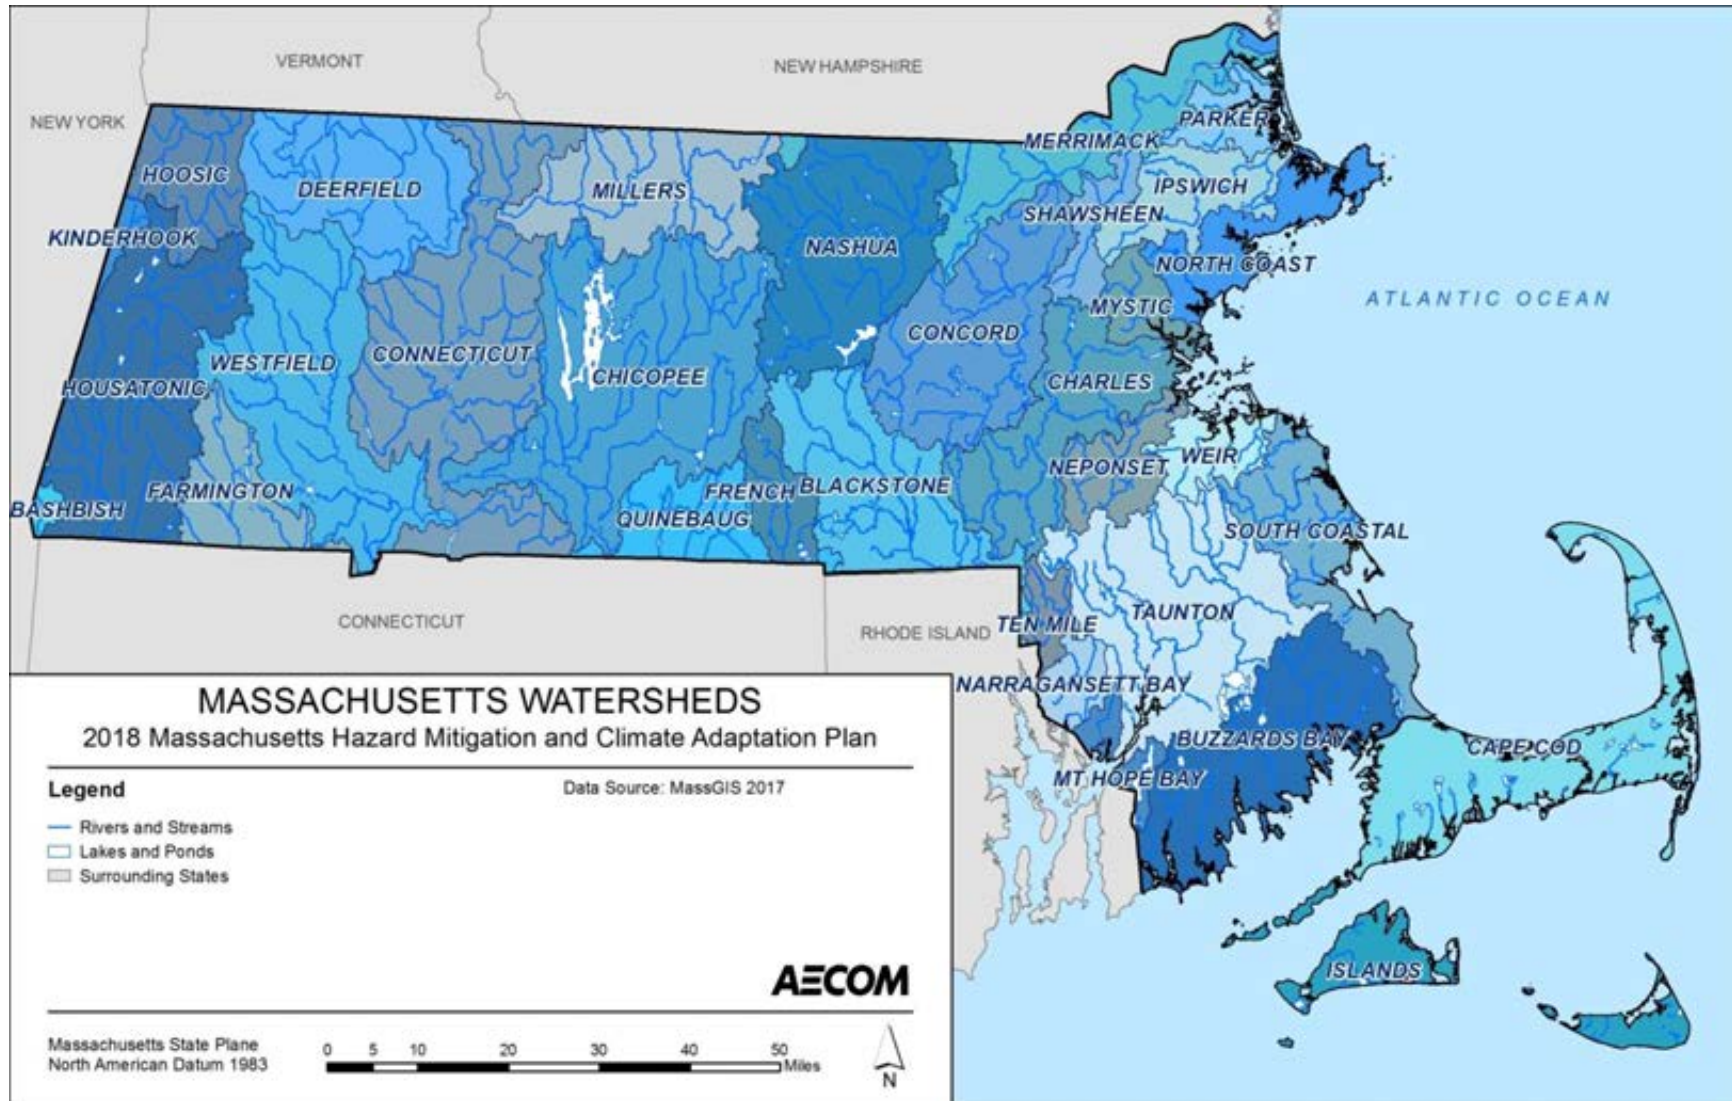 VERMONT
NEW HAMPSHIRE
NEW YORK
PARKER
MERRIMACK
HOOSIC
DEERFIELD
MILLERS
IPSWICH
SHAWSHEEN
KINDERHOOK
NASHUA
NORTH COAST
ATLANTIC OCEAN
MYSTIC
CONCORD
WESTFIELD
CONNECTICUT
CHICOPEE
HOUSATONIC
CHARLES
WEIR
NEPONSET
FARMINGTON
FRENCH
BLACKSTONE
BASHBISH
QUINEBAUG
SOUTH COASTAL
CONNECTICUT
RHODE ISLAND
TEN MILE
TAUNTON
NARRAGANSETT BAY
BUZZARDS BAY
CAPE COD
MT HOPE BAY
ISLANDS
MASSACHUSETTS WATERSHEDS
2018 Massachusetts Hazard Mitigation and Climate Adaptation Plan
Legend
Data Source: MassGIS 2017
Rivers and Streams
Lakes and Ponds
Surrounding States
AECOM
Massachusetts State Plane
North American Datum 1983
0 5 10 20 30 40 50
Miles
N